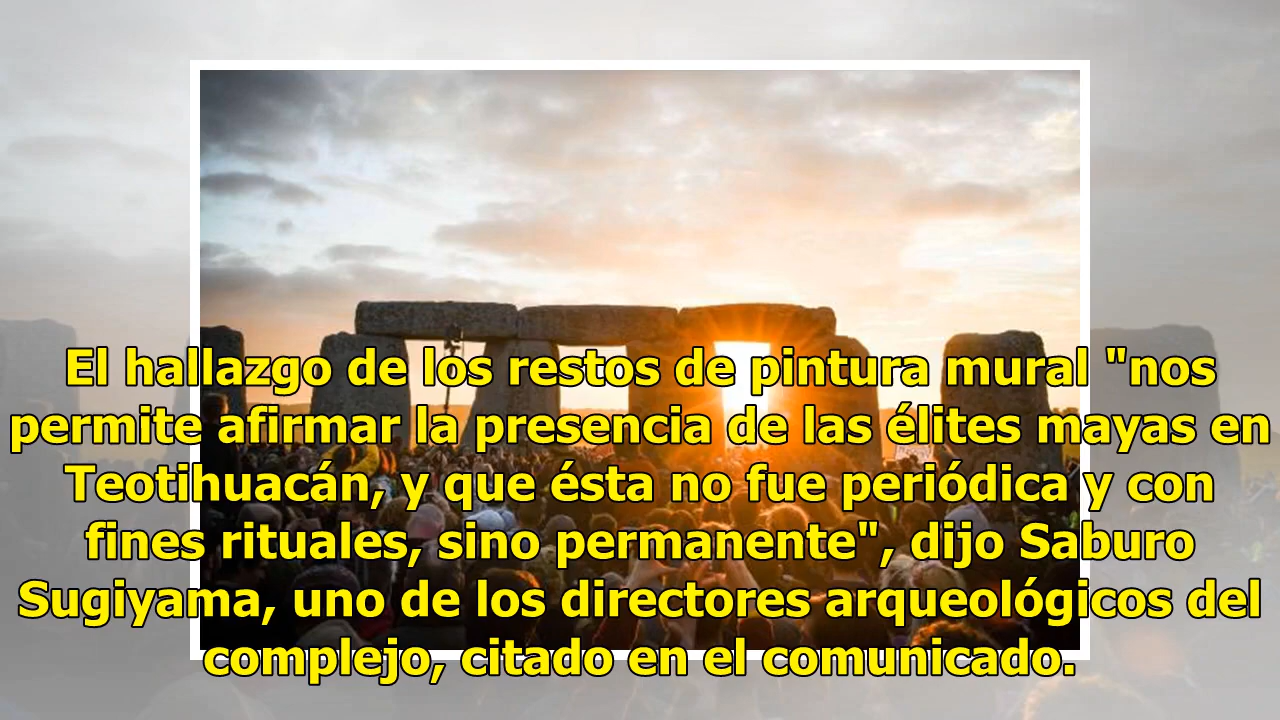 El hallazgo de los restos de pintura mural "nos
permite afirmar la presencia de las élites mayas en
Teotihuacán, y que ésta no fue periódica y con
fines rituales, sino permanente", dijo Saburo
Sugiyama, uno de los directores arqueológicos del
complejo, citado en el comunicado.